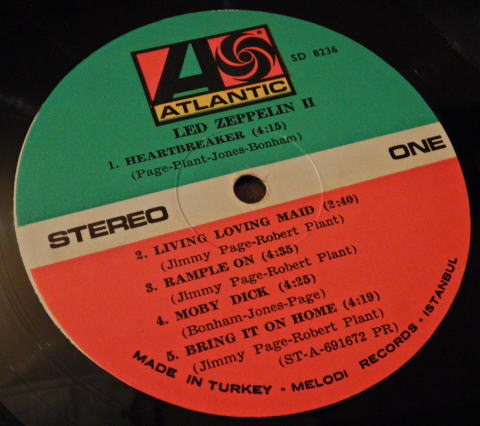 ATLANTIC
SD 8236
LED ZEPPELIN II
1. HEARTBREAKER (4:15)
(Page-Plant-Jones-Bonham)
STEREO
ONE
2. LIVING LOVING MAID (2:40)
(Jimmy Page-Robert Plant)
3. RAMPLE ON (4:35)
(Jimmy Page-Robert Plant)
4. MOBY DICK (4:25)
(Bonham-Jones-Page)
5. BRING IT ON HOME (4:19)
(Jimmy Page-Robert Plant)
(ST-A-691672 PR)
MADE IN TURKEY - MELODI RECORDS - ISTANBUL